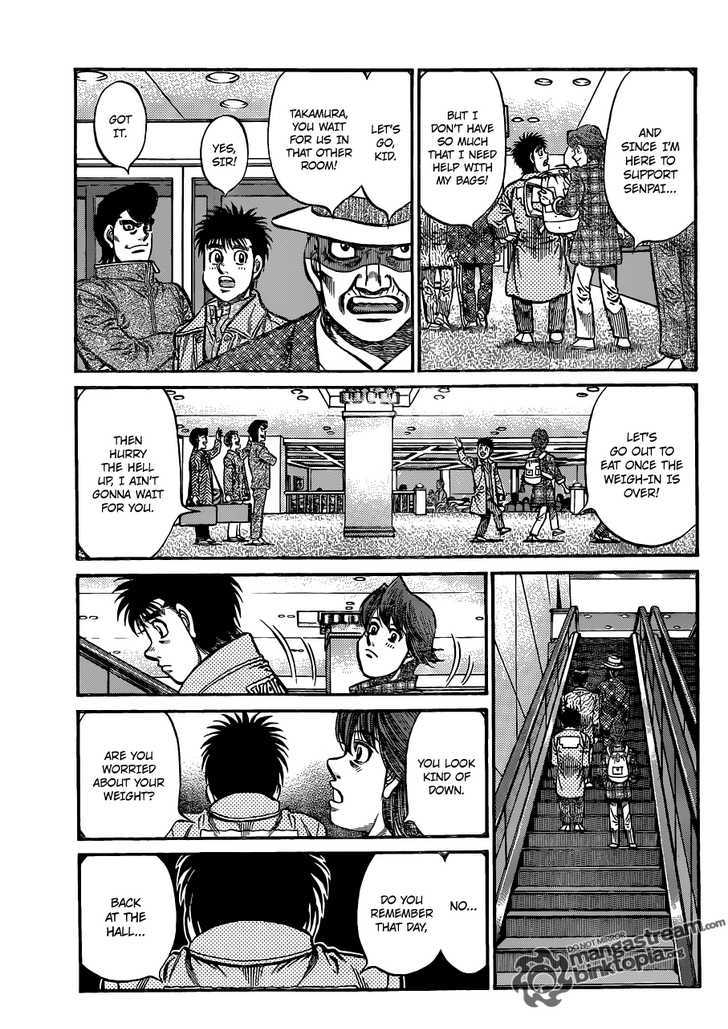 AND
SINCE I'M
HERE TO
SUPPORT
SENPAI...
BUT I
DON'T HAVE
SO MUCH
THAT I NEED
HELP WITH
MY BAGS!
LET'S
GO,
KID.
TAKAMURA,
YOU WAIT
FOR US IN
THAT OTHER
ROOM!
YES,
SIR!
GOT
IT.
LET'S
GO OUT TO
EAT ONCE THE
WEIGH-IN IS
OVER!
THEN
HURRY
THE HELL
UP, I AIN'T
GONNA WAIT
FOR YOU.
YOU LOOK
KIND OF
DOWN.
ARE YOU
WORRIED
ABOUT YOUR
WEIGHT?
NO...
DO YOU
REMEMBER
THAT DAY,
BACK
AT THE
HALL...
DO NOT MIRROR
mangastream.com
binktopia.org